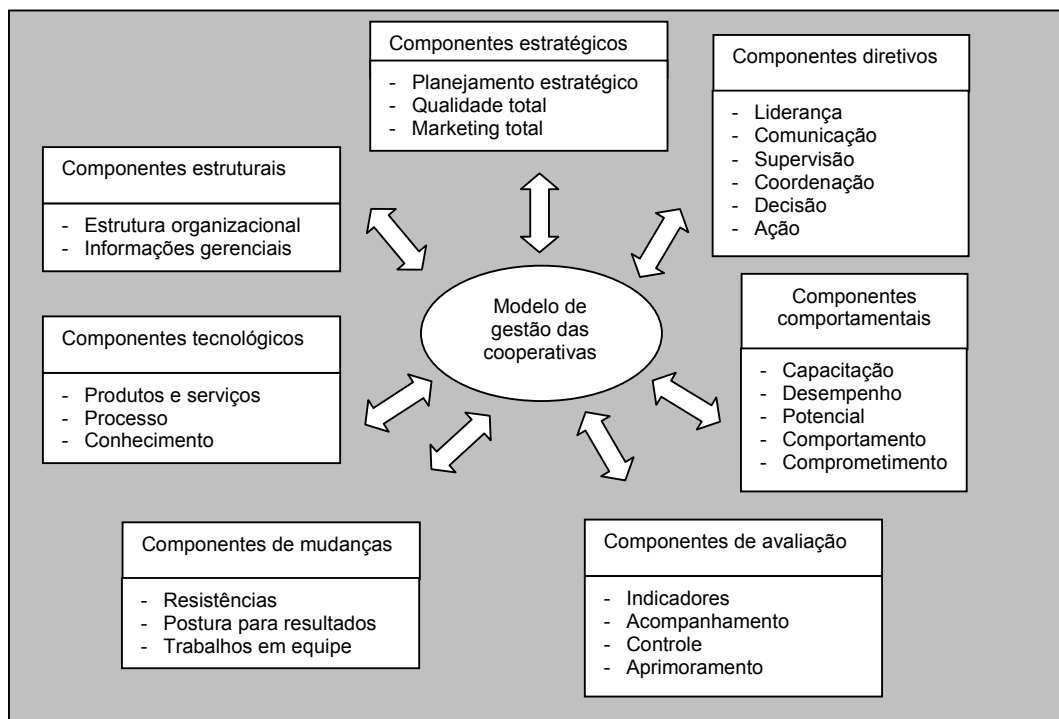 Componentes estratégicos
- Planejamento estratégico
- Qualidade total
- Marketing total
Componentes diretivos
- Liderança
- Comunicação
- Supervisão
- Coordenação
- Decisão
- Ação
Componentes estruturais
- Estrutura organizacional
- Informações gerenciais
Modelo de
gestão das
cooperativas
Componentes
comportamentais
- Capacitação
- Desempenho
- Potencial
- Comportamento
- Comprometimento
Componentes tecnológicos
- Produtos e serviços
- Processo
- Conhecimento
Componentes de mudanças
- Resistências
- Postura para resultados
- Trabalhos em equipe
Componentes de avaliação
- Indicadores
- Acompanhamento
- Controle
- Aprimoramento